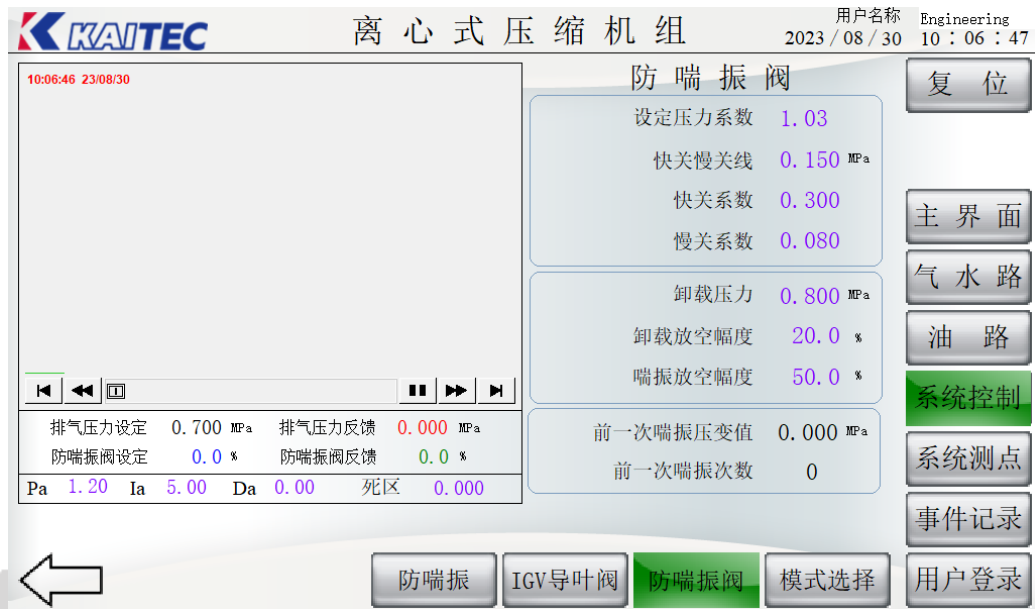 KAITEC 离心式压缩机组 用户名称 Engineering
2023 / 08 / 30 10 : 06 : 47
10:06:46 23/08/30
防喘振阀
设定压力系数 1.03
快关慢关线 0.150 MPa
快关系数 0.300
慢关系数 0.080
卸载压力 0.800 MPa
卸载放空幅度 20.0 %
喘振放空幅度 50.0 %
前一次喘振压变值 0.000 MPa
前一次喘振次数 0
排气压力设定 0.700 MPa 排气压力反馈 0.000 MPa
防喘振阀设定 0.0 % 防喘振阀反馈 0.0 %
Pa 1.20 Ia 5.00 Da 0.00 死区 0.000
复位
主界面
气水路
油路
系统控制
系统测点
事件记录
用户登录
防喘振 IGV导叶阀 防喘振阀 模式选择